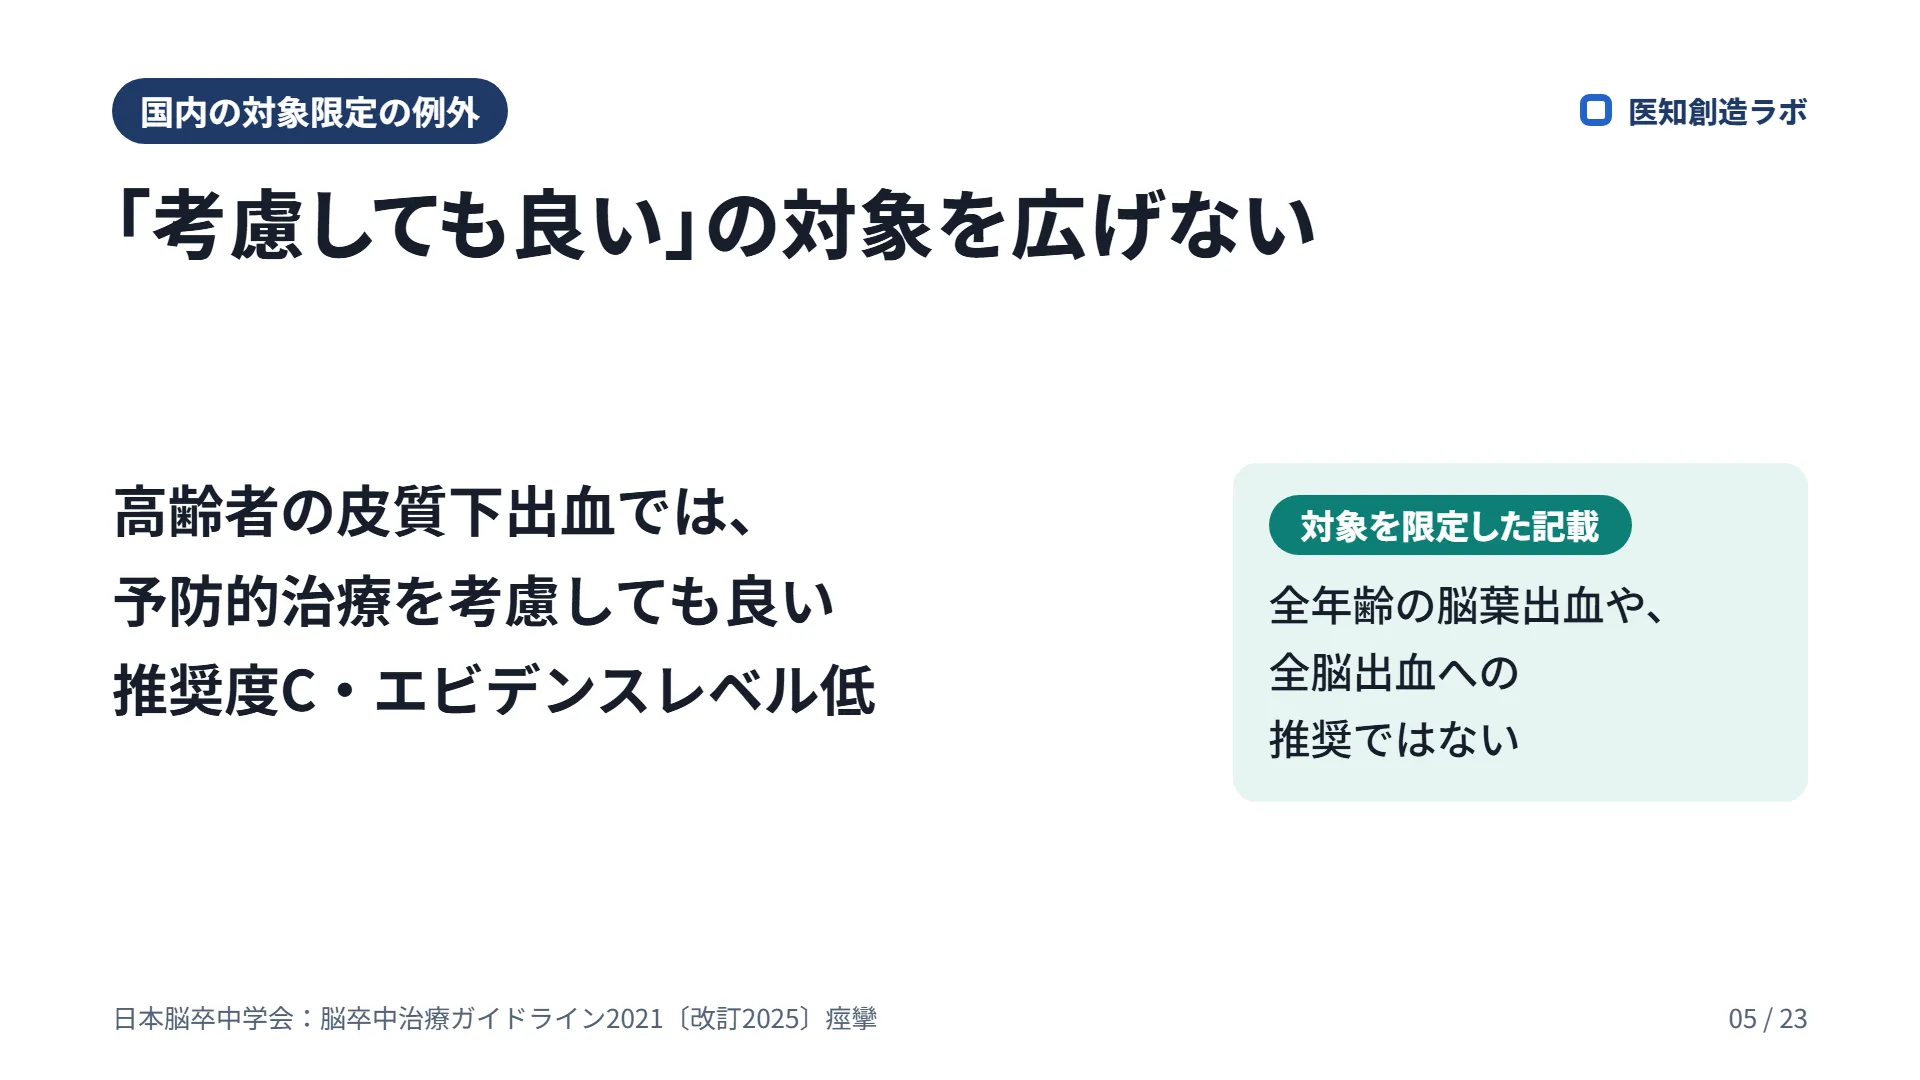 国内の対象限定の例外
医知創造ラボ
「考慮しても良い」の対象を広げない
高齢者の皮質下出血では、
予防的治療を考慮しても良い
推奨度C・エビデンスレベル低
対象を限定した記載
全年齢の脳葉出血や、
全脳出血への
推奨ではない
日本脳卒中学会：脳卒中治療ガイドライン2021〔改訂2025〕痙攣
05 / 23